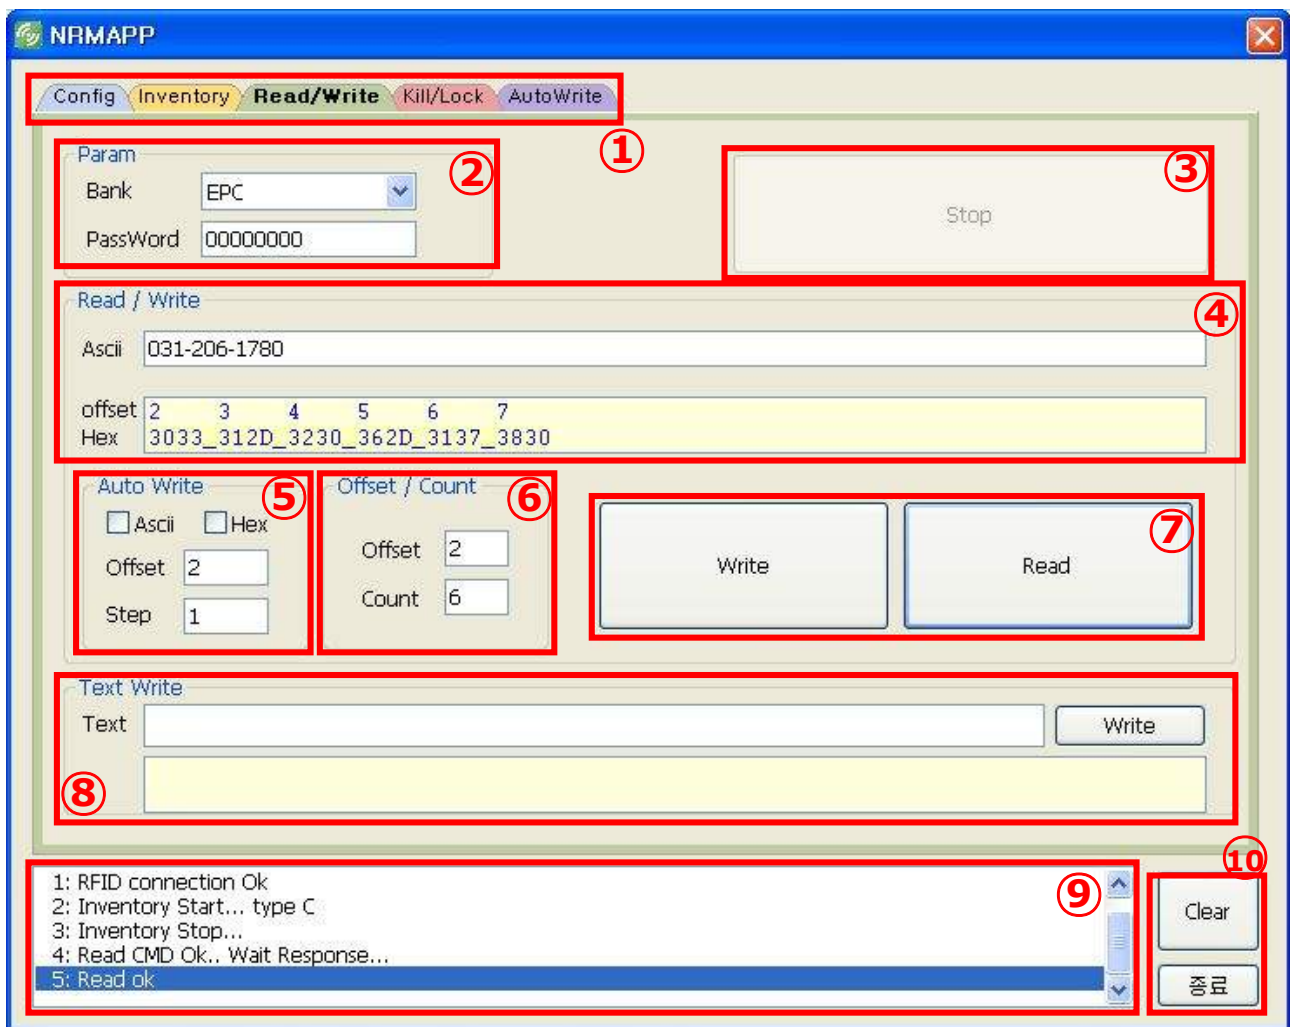 NRMAPP
Config Inventory Read/Write Kill/Lock AutoWrite
①
Param
②
Bank EPC
PassWord 00000000
③
Stop
Read / Write
④
Ascii 031-206-1780
offset 2 3 4 5 6 7
Hex 3033_312D_3230_362D_3137_3830
Auto Write
⑤
Ascii Hex
Offset 2
Step 1
Offset / Count
⑥
Offset 2
Count 6
⑦
Write Read
Text Write
Text Write
⑧
1: RFID connection Ok
2: Inventory Start... type C
3: Inventory Stop...
4: Read CMD Ok.. Wait Response...
5: Read ok
⑨
⑩
Clear
종료